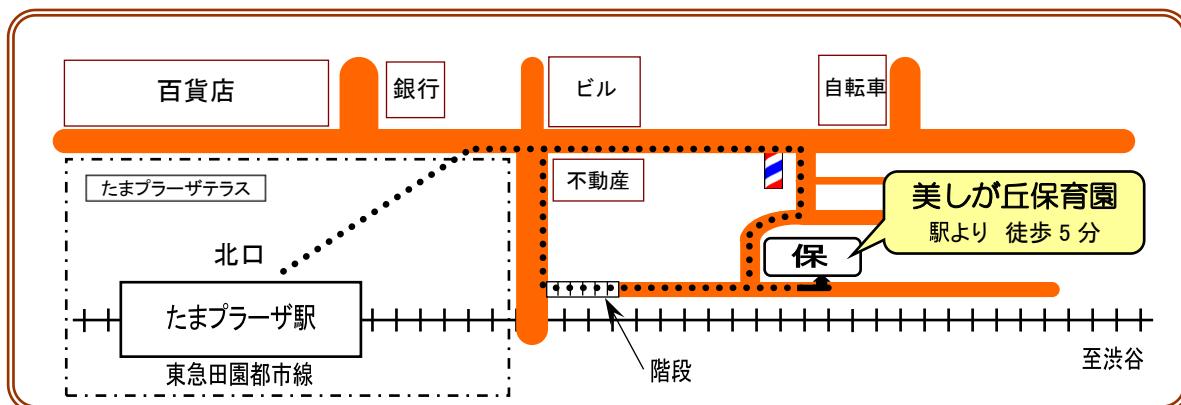 百貨店
銀行
ビル
自転車
たまプラーザテラス
不動産
美しが丘保育園
駅より 徒歩5分
北口
保
たまプラーザ駅
東急田園都市線
階段
至渋谷